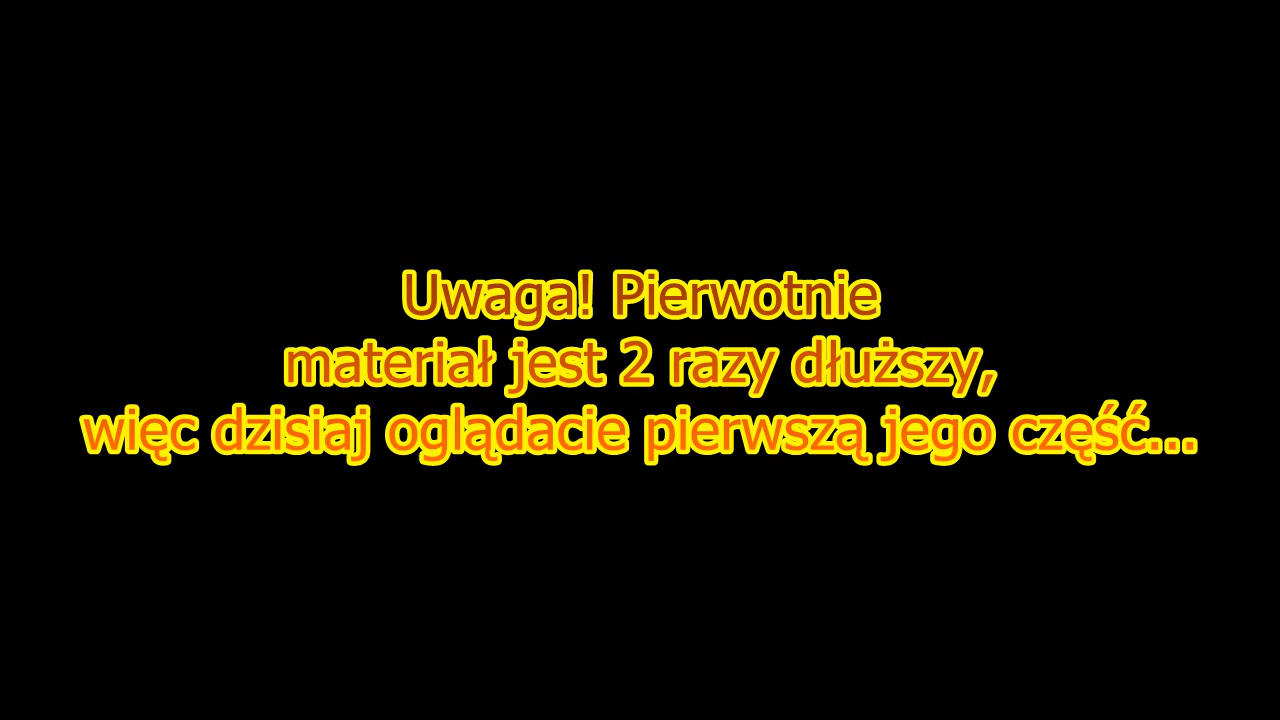 Uwaga! Pierwotnie
materiał jest 2 razy dłuższy,
więc dzisiaj oglądacie pierwszą jego część...